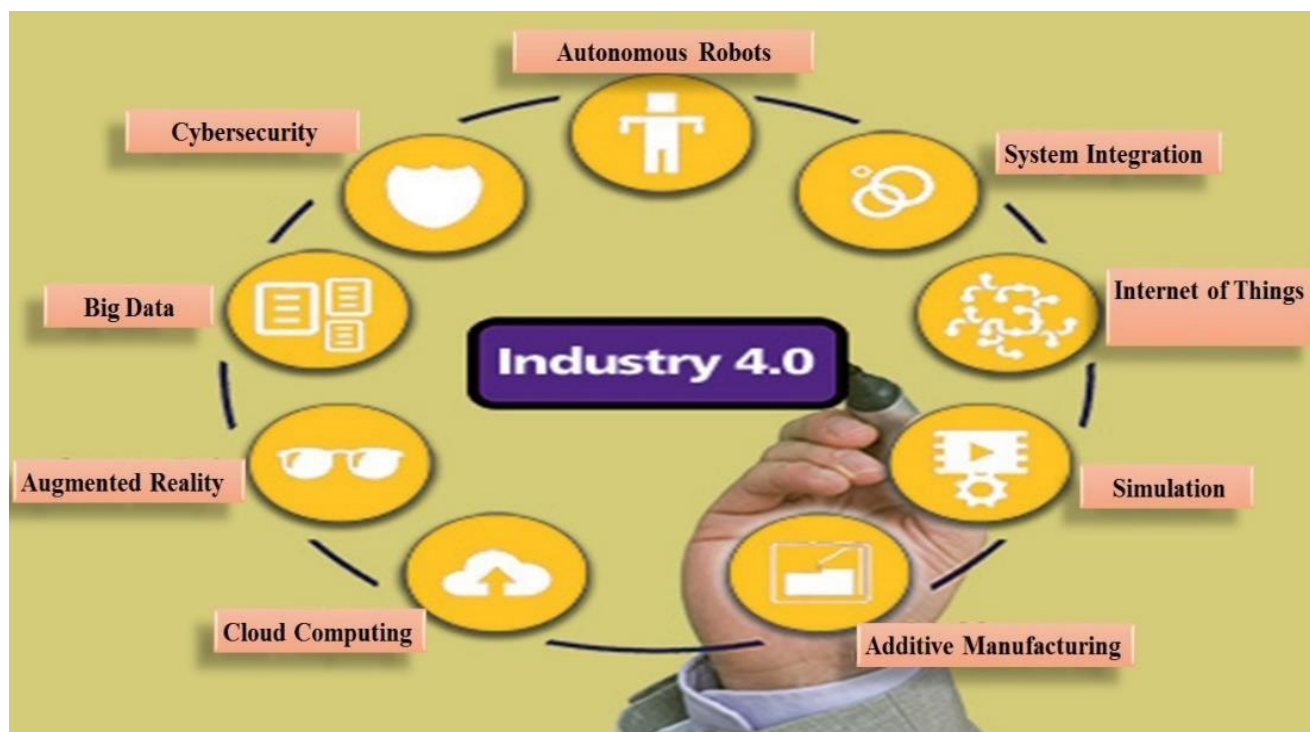 Autonomous Robots
Cybersecurity
System Integration
Internet of Things
Big Data
Industry 4.0
Augmented Reality
Simulation
Cloud Computing
Additive Manufacturing